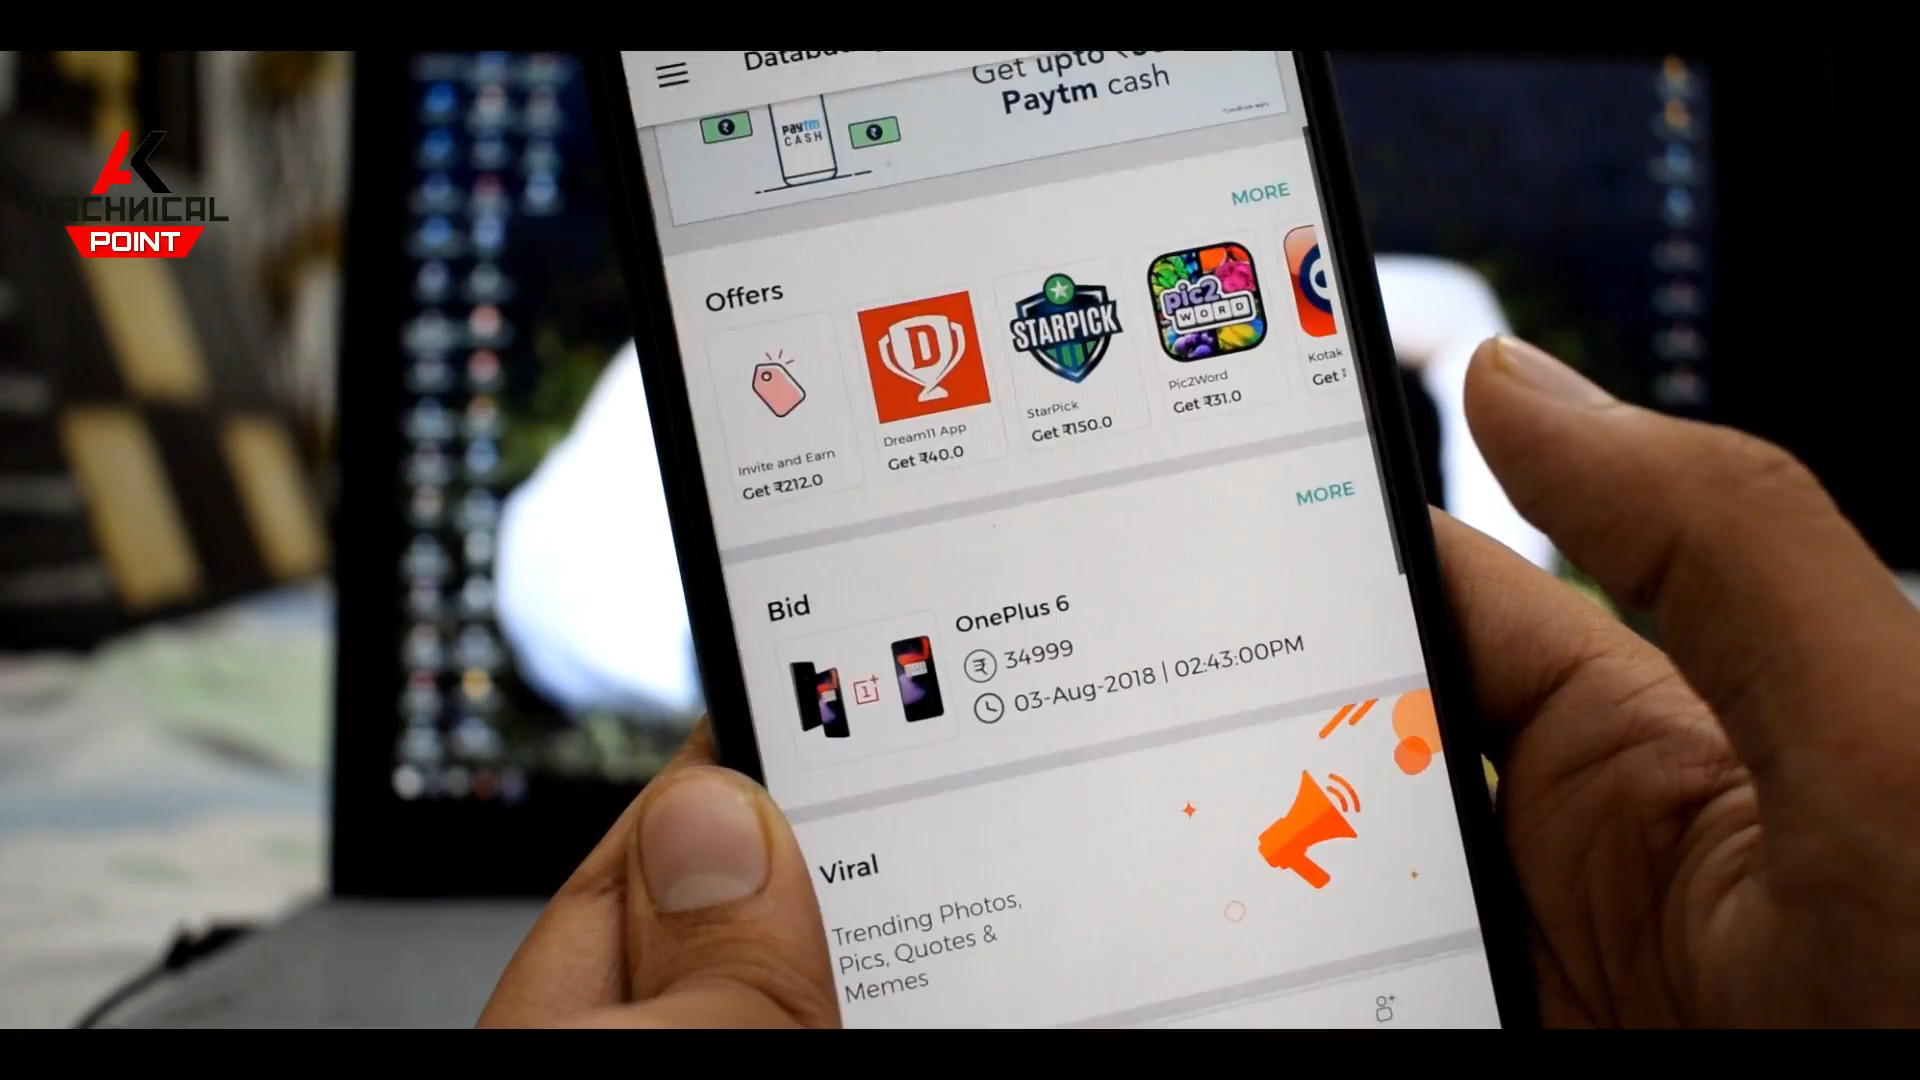 AK
TECHNICAL
POINT
Get upto
Paytm cash
Paytm
CASH
MORE
Offers
D
STARPICK
pic2
WORD
Invite and Earn
Get ₹212.0
Dream11 App
Get ₹40.0
StarPick
Get ₹150.0
Pic2Word
Get ₹31.0
Kotak
Get
MORE
Bid
OnePlus 6
₹ 34999
03-Aug-2018 | 02:43:00PM
Viral
Trending Photos,
Pics, Quotes &
Memes